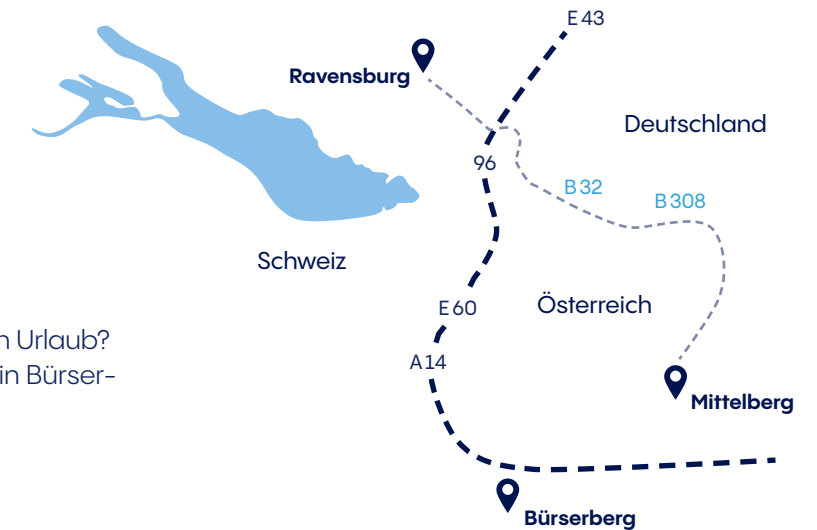 E 43
Ravensburg
Deutschland
96
B 32
B 308
Schweiz
Österreich
E 60
n Urlaub?
in Bürser-
A 14
Mittelberg
Bürserberg